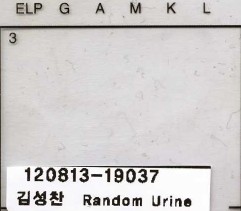 ELP G A M K L
3
120813-19037
김성찬 Random Urine